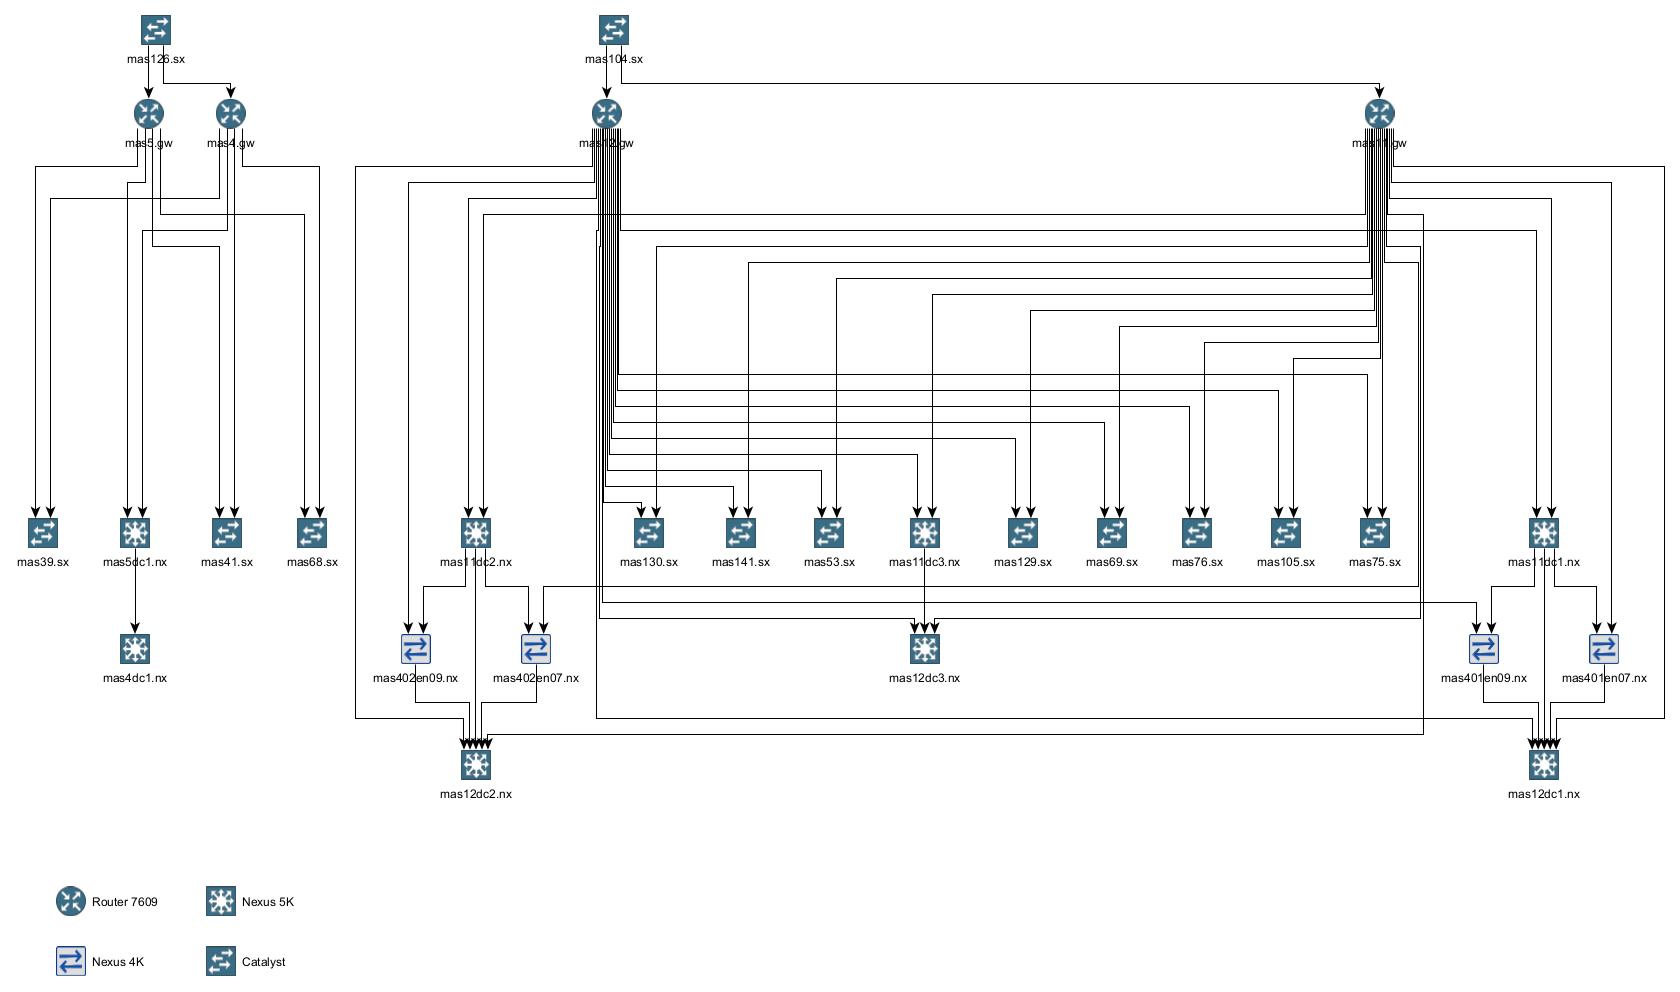 mas126.sx
mas104.sx
mas5.gw
mas4.gw
mas12.gw
mas11.gw
mas39.sx
mas5dc1.nx
mas41.sx
mas68.sx
mas11dc2.nx
mas130.sx
mas141.sx
mas53.sx
mas11dc3.nx
mas129.sx
mas69.sx
mas76.sx
mas105.sx
mas75.sx
mas11dc1.nx
mas4dc1.nx
mas402en09.nx
mas402en07.nx
mas12dc3.nx
mas401en09.nx
mas401en07.nx
mas12dc2.nx
mas12dc1.nx
Router 7609
Nexus 5K
Nexus 4K
Catalyst